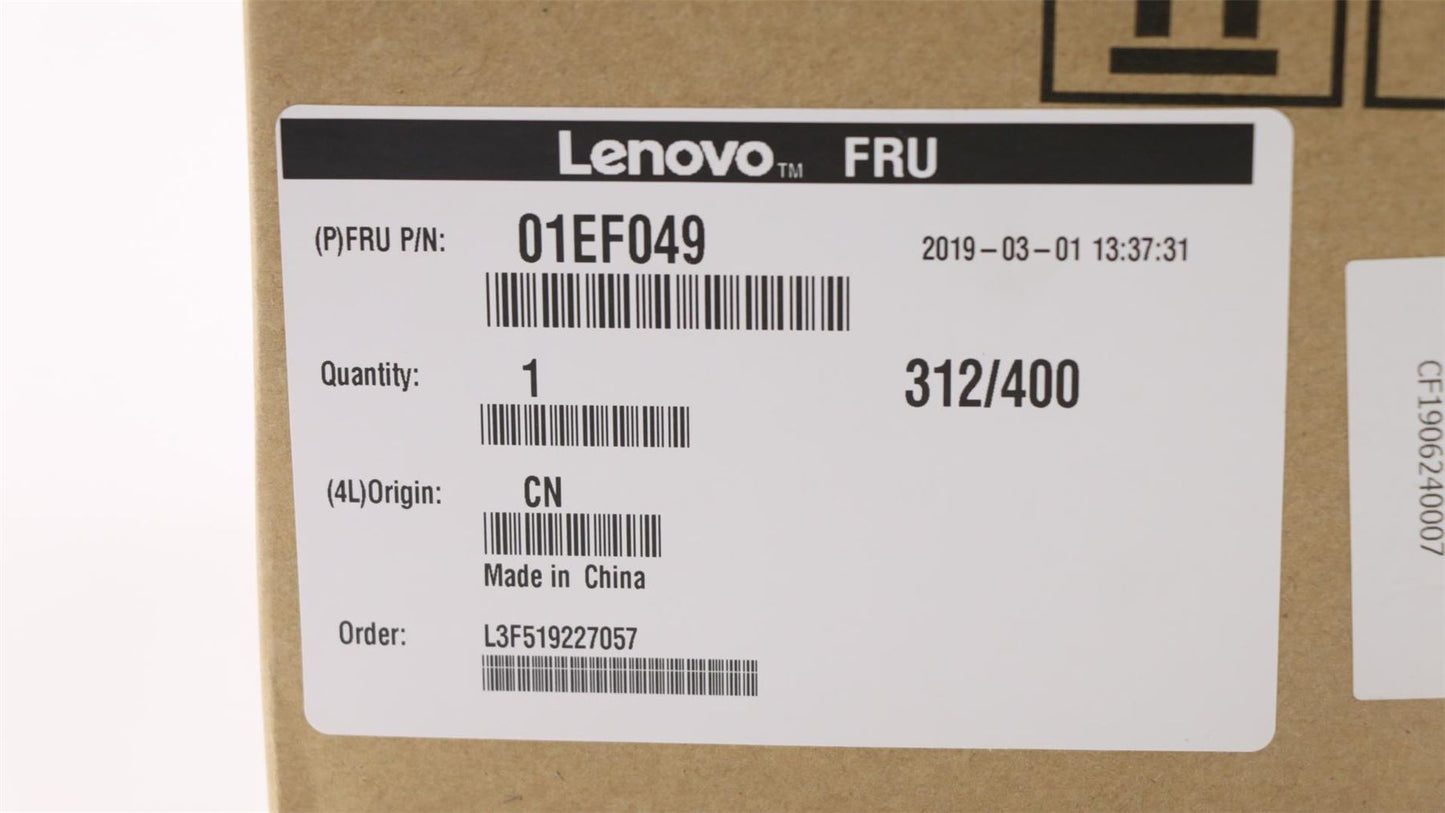 Lenovo™ FRU
(P)FRU P/N: 01EF049
2019-03-01 13:37:31
Quantity: 1
312/400
(4L)Origin: CN
Made in China
Order: L3F519227057
CF1906240007